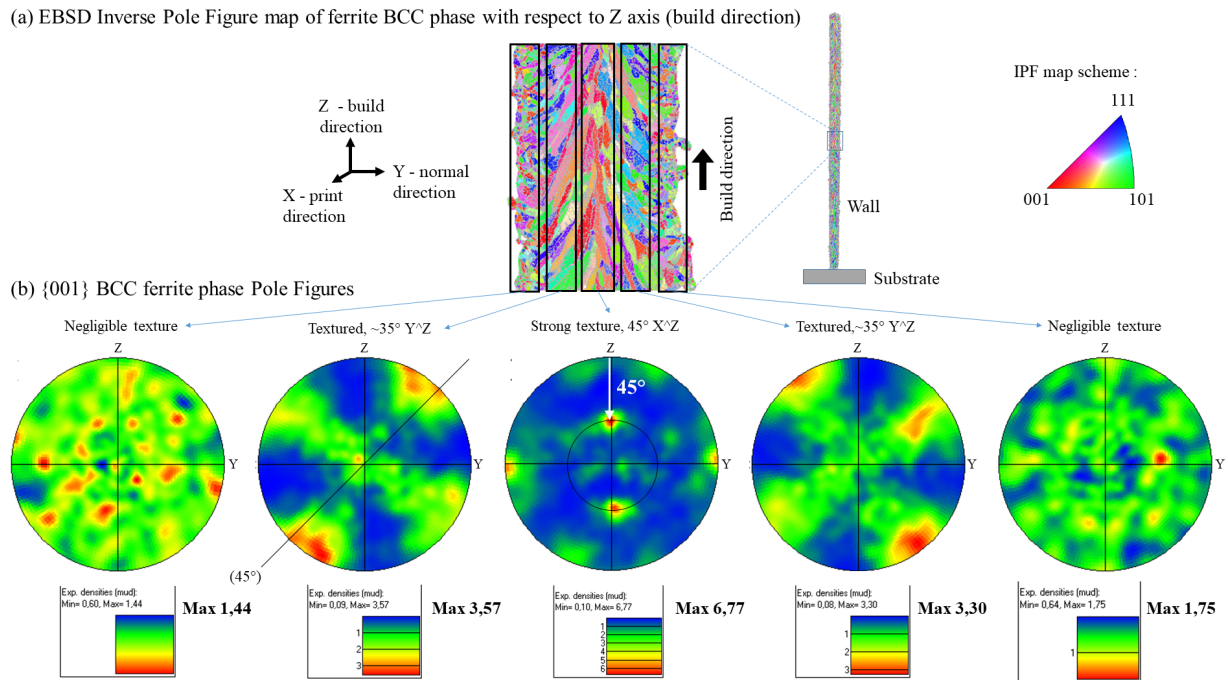 (a) EBSD Inverse Pole Figure map of ferrite BCC phase with respect to Z axis (build direction)
Z - build
direction
Y - normal
direction
X - print
direction
Build direction
Wall
Substrate
IPF map scheme :
111
001
101
(b) {001} BCC ferrite phase Pole Figures
Negligible texture
Textured, ~35° Y^Z
Strong texture, 45° X^Z
Textured,~35° Y^Z
Negligible texture
Z
Z
Z
Z
Z
45°
Y
Y
Y
Y
Y
(45°)
Exp. densities (mud):
Min= 0,60, Max= 1,44
Max 1,44
Exp. densities (mud):
Min= 0,09, Max= 3,57
1
2
3
Max 3,57
Exp. densities (mud):
Min= 0,10, Max= 6,77
1
2
3
4
5
6
Max 6,77
Exp. densities (mud):
Min= 0,08, Max= 3,30
1
2
3
Max 3,30
Exp. densities (mud):
Min= 0,64, Max= 1,75
1
Max 1,75